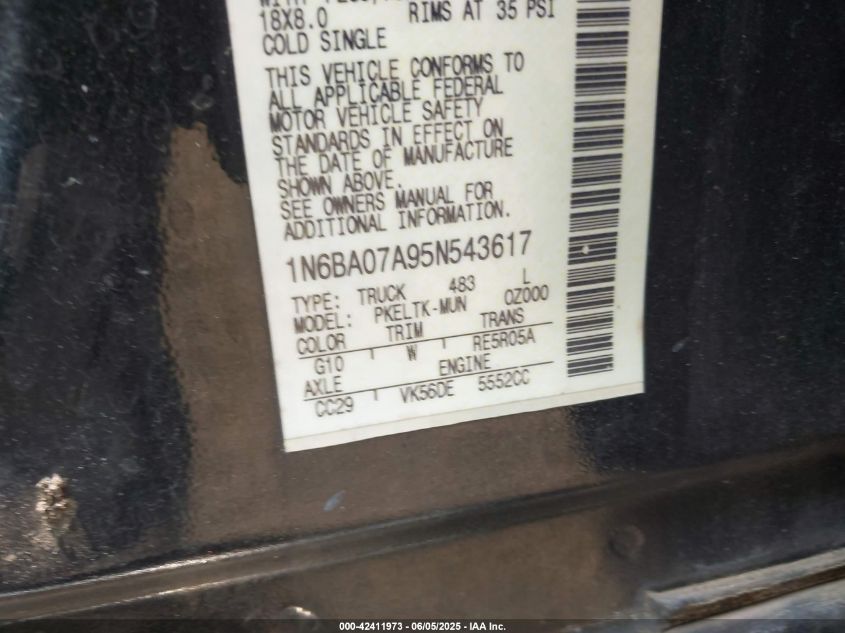 18X8.0 RIMS AT 35 PSI
COLD SINGLE
THIS VEHICLE CONFORMS TO
ALL APPLICABLE FEDERAL
MOTOR VEHICLE SAFETY
STANDARDS IN EFFECT ON
THE DATE OF MANUFACTURE
SHOWN ABOVE.
SEE OWNERS MANUAL FOR
ADDITIONAL INFORMATION.
1N6BA07A95N543617
TYPE: TRUCK 483 L
MODEL: PKELTK-MUN 0Z000
COLOR TRIM TRANS
G10 W RE5R05A
AXLE ENGINE
CC29 VK56DE 5552CC
000-42411973 - 06/05/2025 - IAA Inc.